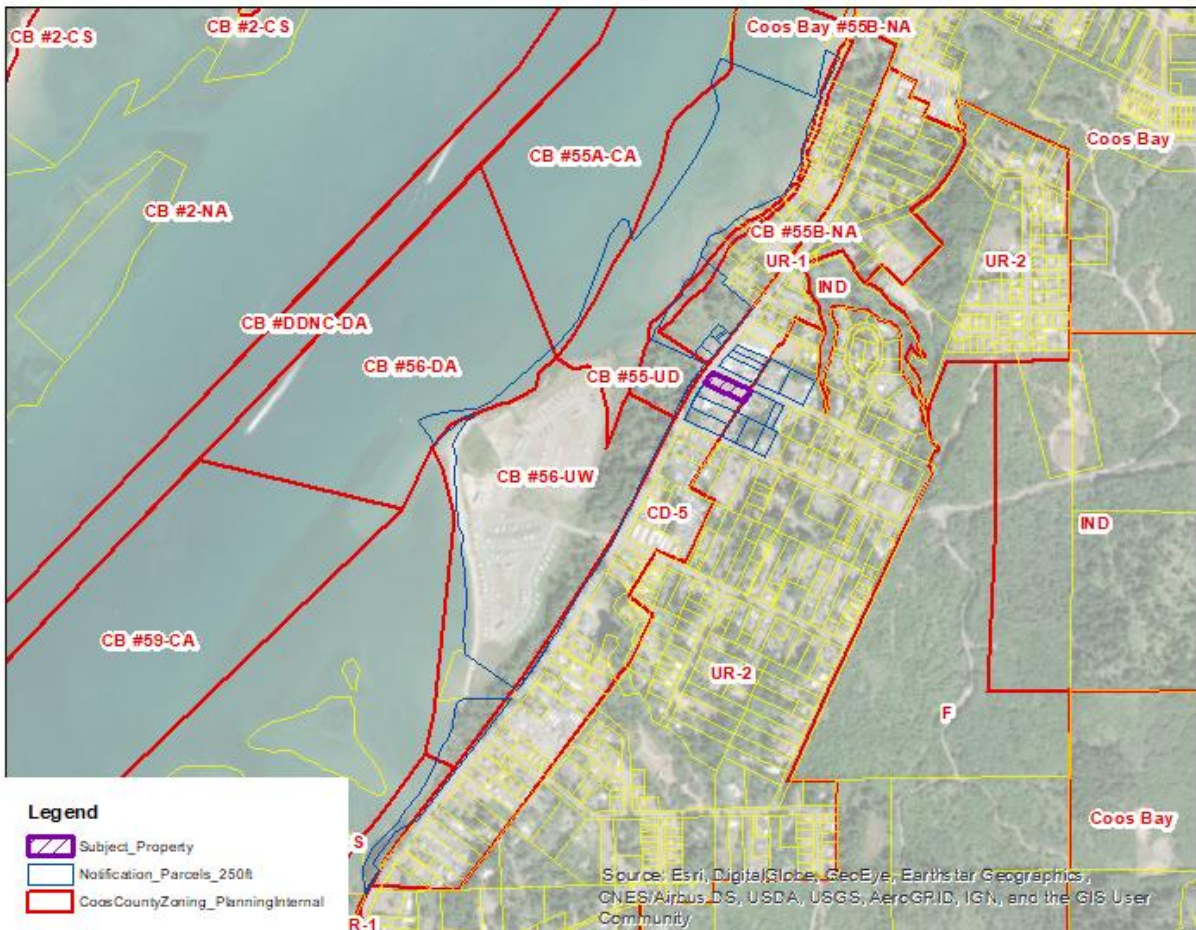 CB #2-CS
CB #2-CS
Coos Bay #55B-NA
Coos Bay
CB #55A-CA
CB #2-NA
CB #55B-NA
UR-1
UR-2
IND
CB #DDNC-DA
CB #56-DA
CB #55-UD
CB #56-UW
CD-5
IND
CB #59-CA
UR-2
F
Coos Bay
Legend
Subject_Property
Notification_Parcels_250ft
CoosCountyZoning_PlanningInternal
S
R-1
Source: Esri, DigitalGlobe, GeoEye, Earthstar Geographics,
CNES/Airbus DS, USDA, USGS, AeroGRID, IGN, and the GIS User
Community